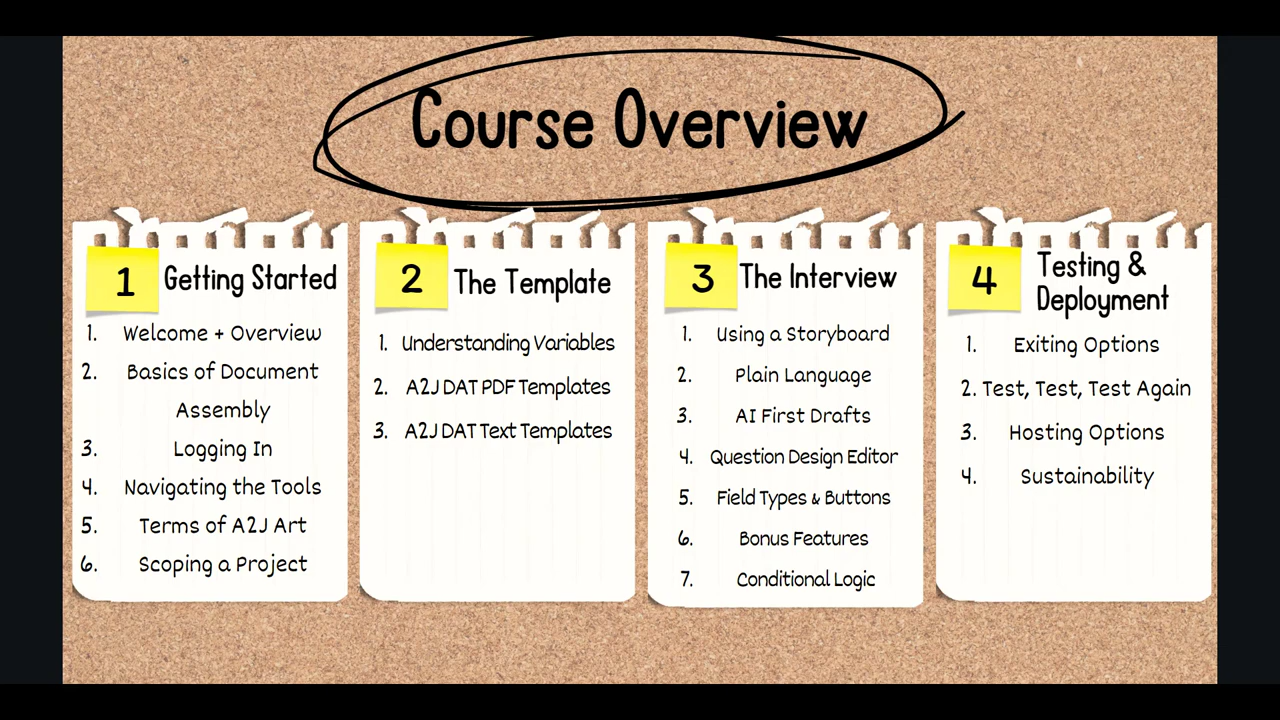 Course Overview
1 Getting Started
1. Welcome + Overview
2. Basics of Document
Assembly
3. Logging In
4. Navigating the Tools
5. Terms of A2J Art
6. Scoping a Project
2 The Template
1. Understanding Variables
2. A2J DAT PDF Templates
3. A2J DAT Text Templates
3 The Interview
1. Using a Storyboard
2. Plain Language
3. AI First Drafts
4. Question Design Editor
5. Field Types & Buttons
6. Bonus Features
7. Conditional Logic
4 Testing &
Deployment
1. Exiting Options
2. Test, Test, Test Again
3. Hosting Options
4. Sustainability